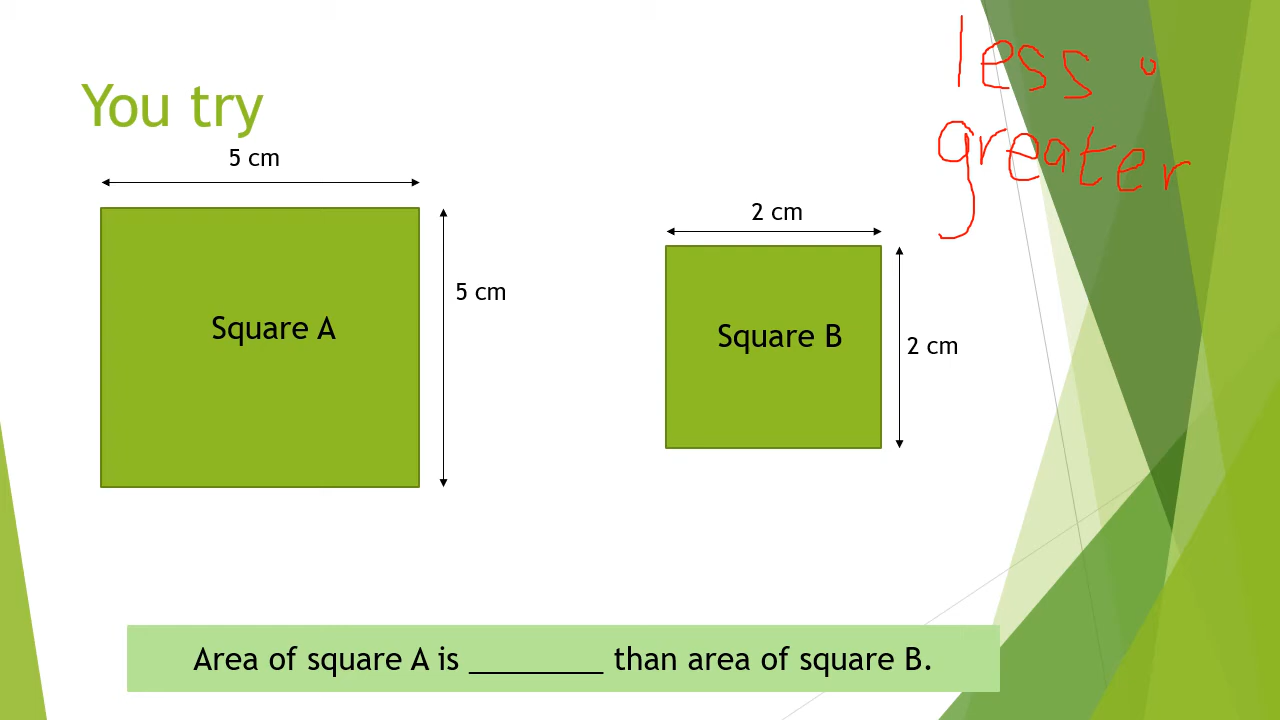 less
greater
You try
5 cm
2 cm
5 cm
Square A
Square B
2 cm
Area of square A is ________ than area of square B.